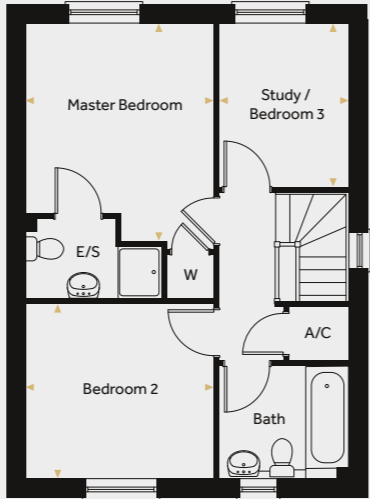 Master Bedroom
Study /
Bedroom 3
E/S
W
A/C
Bedroom 2
Bath